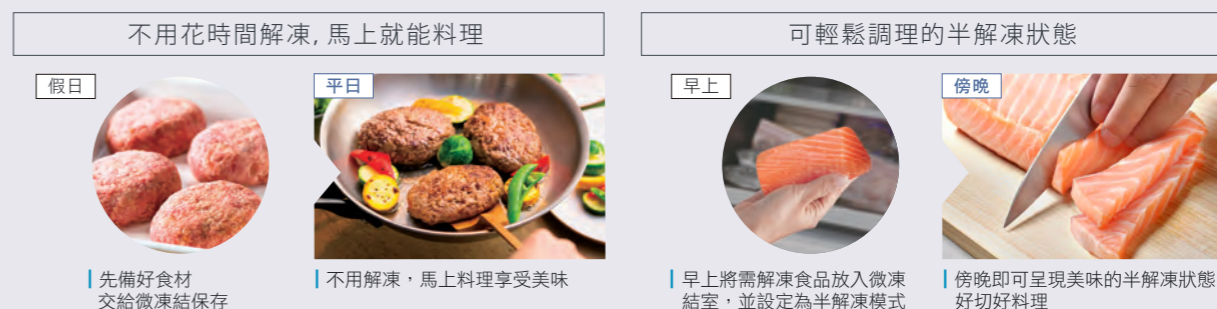 不用花時間解凍, 馬上就能料理
假日
平日
先備好食材
交給微凍結保存
不用解凍，馬上料理享受美味
可輕鬆調理的半解凍狀態
早上
傍晚
早上將需解凍食品放入微凍
結室，並設定為半解凍模式
傍晚即可呈現美味的半解凍狀態
好切好料理